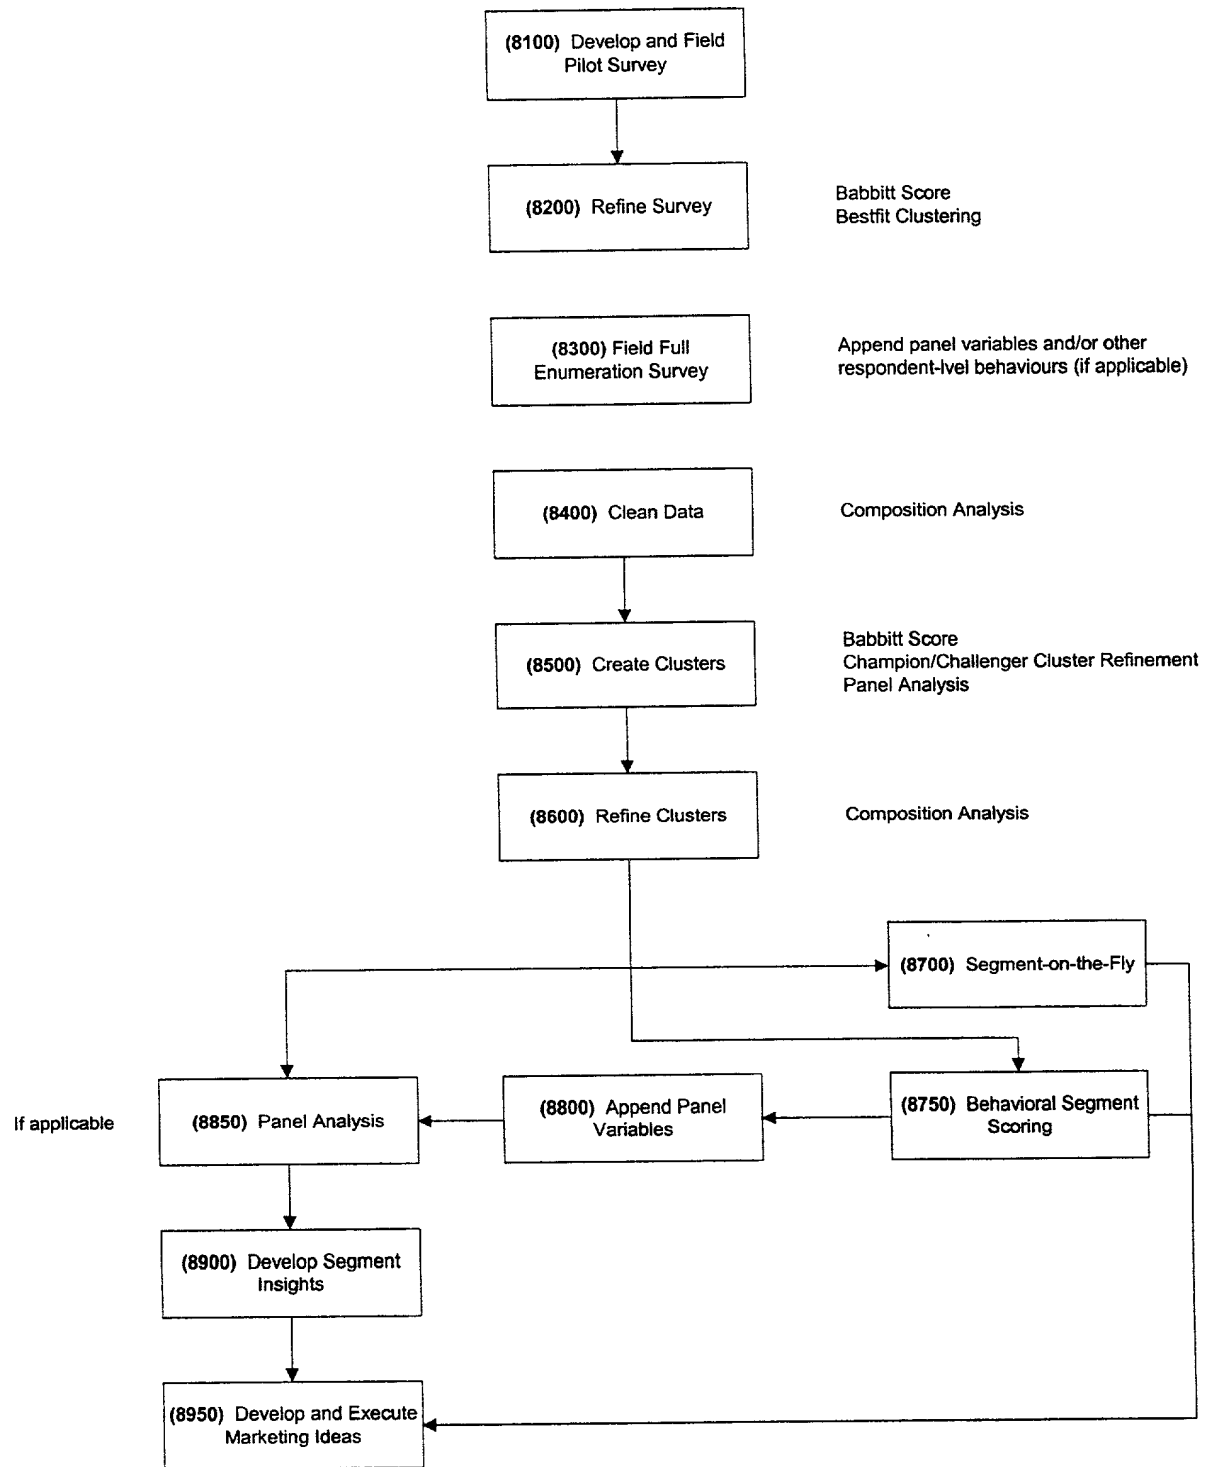 (8100) Develop and Field
Pilot Survey
(8200) Refine Survey
Babbitt Score
Bestfit Clustering
(8300) Field Full
Enumeration Survey
Append panel variables and/or other
respondent-lvel behaviours (if applicable)
(8400) Clean Data
Composition Analysis
(8500) Create Clusters
Babbitt Score
Champion/Challenger Cluster Refinement
Panel Analysis
(8600) Refine Clusters
Composition Analysis
(8700) Segment-on-the-Fly
If applicable
(8850) Panel Analysis
(8800) Append Panel
Variables
(8750) Behavioral Segment
Scoring
(8900) Develop Segment
Insights
(8950) Develop and Execute
Marketing Ideas